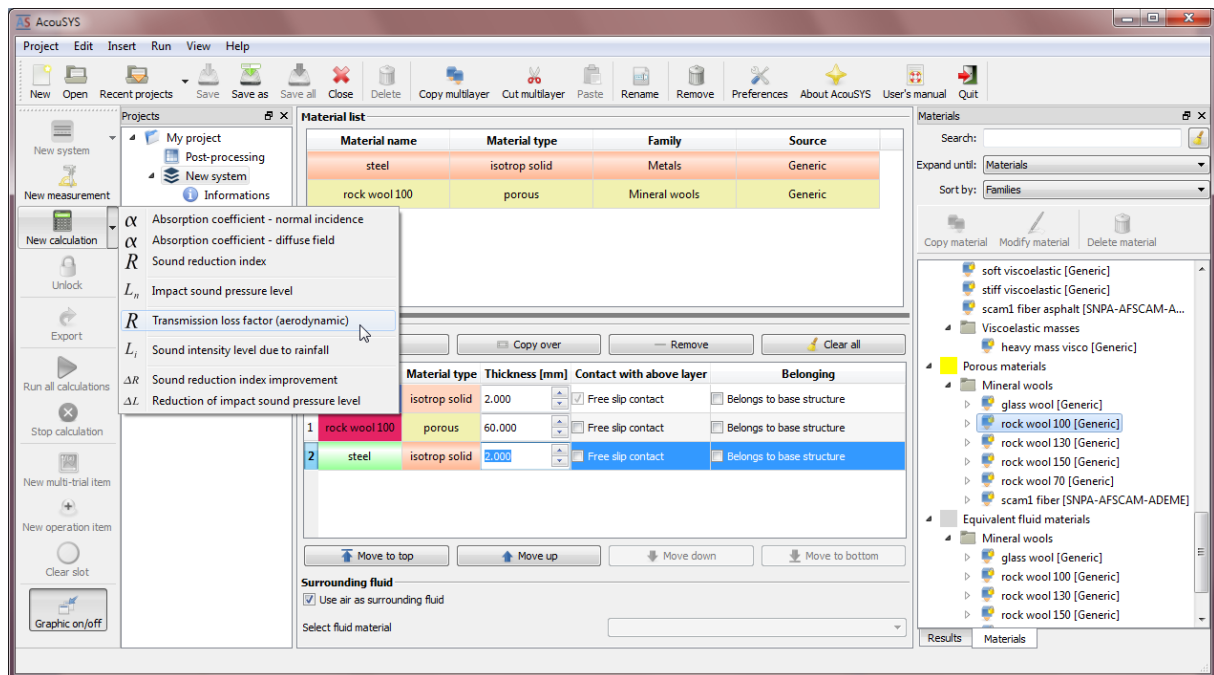 AS AcouSYS
Project Edit Insert Run View Help
New Open Recent projects Save Save as Save all Close Delete Copy multilayer Cut multilayer Paste Rename Remove Preferences About AcouSYS User's manual Quit
New system
New measurement
New calculation
Unlock
Export
Run all calculations
Stop calculation
New multi-trial item
New operation item
Clear slot
Graphic on/off
Projects
My project
Post-processing
New system
Informations
α Absorption coefficient - normal incidence
α Absorption coefficient - diffuse field
R Sound reduction index
Ln Impact sound pressure level
R Transmission loss factor (aerodynamic)
Li Sound intensity level due to rainfall
ΔR Sound reduction index improvement
ΔL Reduction of impact sound pressure level
Material list
Material name Material type Family Source
steel isotrop solid Metals Generic
rock wool 100 porous Mineral wools Generic
Copy over Remove Clear all
Material type Thickness [mm] Contact with above layer Belonging
isotrop solid 2.000 Free slip contact Belongs to base structure
1 rock wool 100 porous 60.000 Free slip contact Belongs to base structure
2 steel isotrop solid 2.000 Free slip contact Belongs to base structure
Move to top Move up Move down Move to bottom
Surrounding fluid
Use air as surrounding fluid
Select fluid material
Materials
Search:
Expand until: Materials
Sort by: Families
Copy material Modify material Delete material
soft viscoelastic [Generic]
stiff viscoelastic [Generic]
scam1 fiber asphalt [SNPA-AFSCAM-A...
Viscoelastic masses
heavy mass visco [Generic]
Porous materials
Mineral wools
glass wool [Generic]
rock wool 100 [Generic]
rock wool 130 [Generic]
rock wool 150 [Generic]
rock wool 70 [Generic]
scam1 fiber [SNPA-AFSCAM-ADEME]
Equivalent fluid materials
Mineral wools
glass wool [Generic]
rock wool 100 [Generic]
rock wool 130 [Generic]
rock wool 150 [Generic]
Results Materials